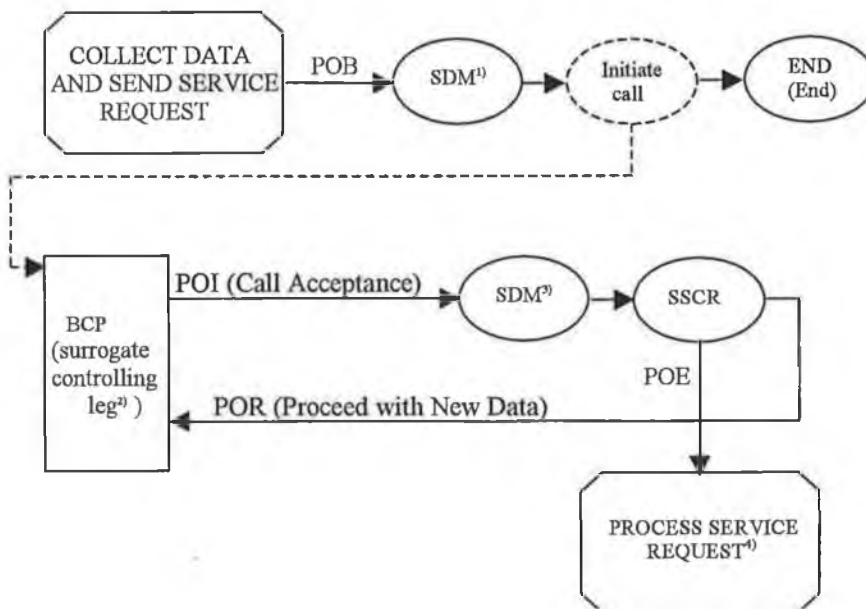 COLLECT DATA
AND SEND SERVICE
REQUEST
POB
SDM¹⁾
Initiate
call
END
(End)
BCP
(surrogate
controlling
leg²⁾ )
POI (Call Acceptance)
SDM³⁾
SSCR
POE
POR (Proceed with New Data)
PROCESS SERVICE
REQUEST⁴⁾